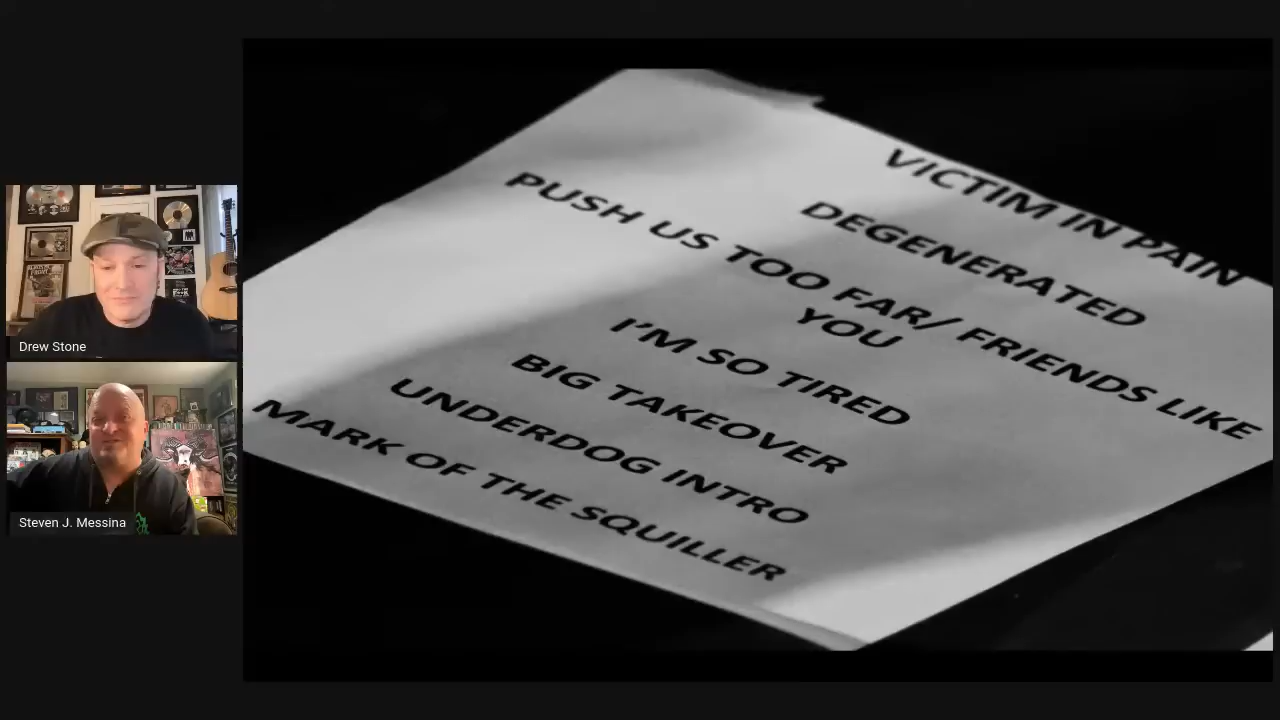 VICTIM IN PAIN
DEGENERATED
PUSH US TOO FAR/ FRIENDS LIKE
YOU
I'M SO TIRED
BIG TAKEOVER
UNDERDOG INTRO
MARK OF THE SQUILLER
Drew Stone
Steven J. Messina